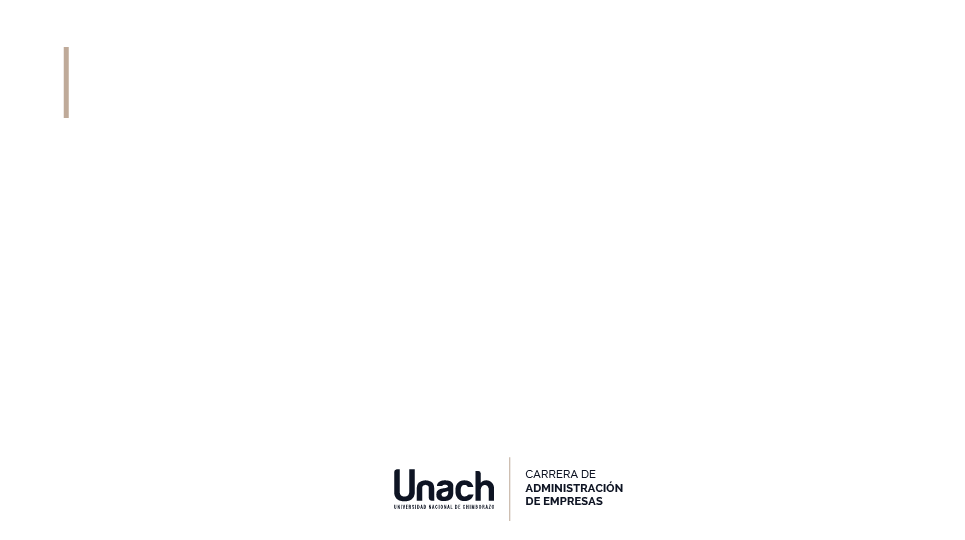 Unach
UNIVERSIDAD NACIONAL DE CHIMBORAZO
CARRERA DE
ADMINISTRACIÓN
DE EMPRESAS